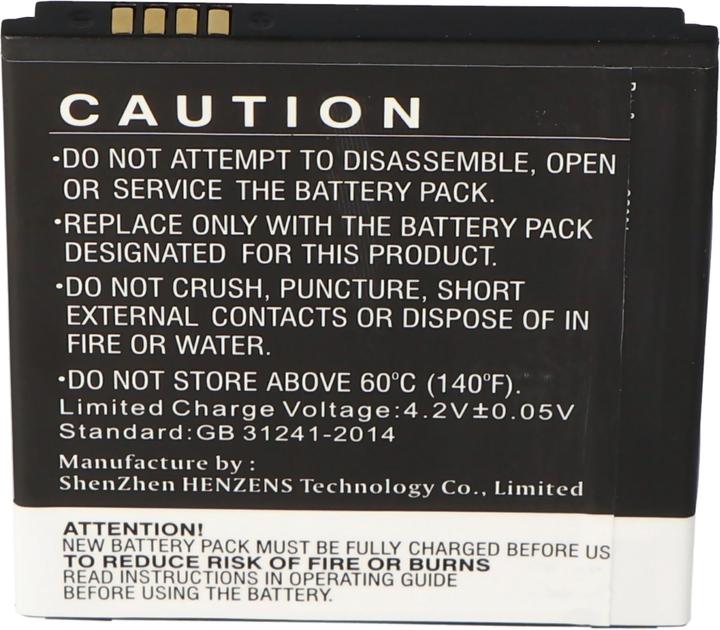 CAUTION
•DO NOT ATTEMPT TO DISASSEMBLE, OPEN
OR SERVICE THE BATTERY PACK.
•REPLACE ONLY WITH THE BATTERY PACK
DESIGNATED FOR THIS PRODUCT.
•DO NOT CRUSH, PUNCTURE, SHORT
EXTERNAL CONTACTS OR DISPOSE OF IN
FIRE OR WATER.
•DO NOT STORE ABOVE 60°C (140°F).
Limited Charge Voltage:4.2V±0.05V
Standard:GB 31241-2014
Manufacture by :
ShenZhen HENZENS Technology Co., Limited
ATTENTION!
NEW BATTERY PACK MUST BE FULLY CHARGED BEFORE US
TO REDUCE RISK OF FIRE OR BURNS
READ INSTRUCTIONS IN OPERATING GUIDE
BEFORE USING THE BATTERY.